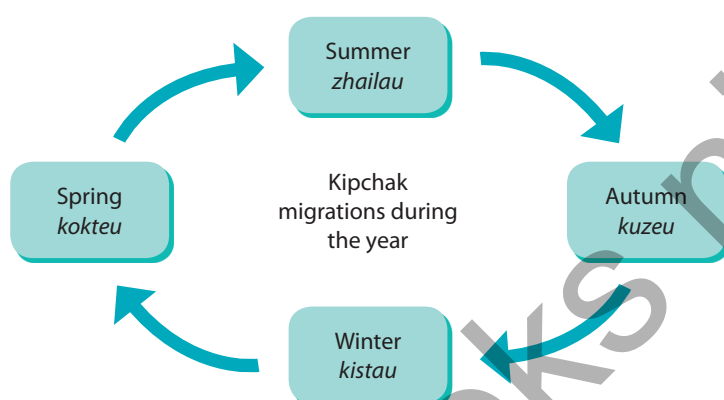 Summer
zhailau
Spring
kokteu
Kipchak
migrations during
the year
Autumn
kuzeu
Winter
kistau